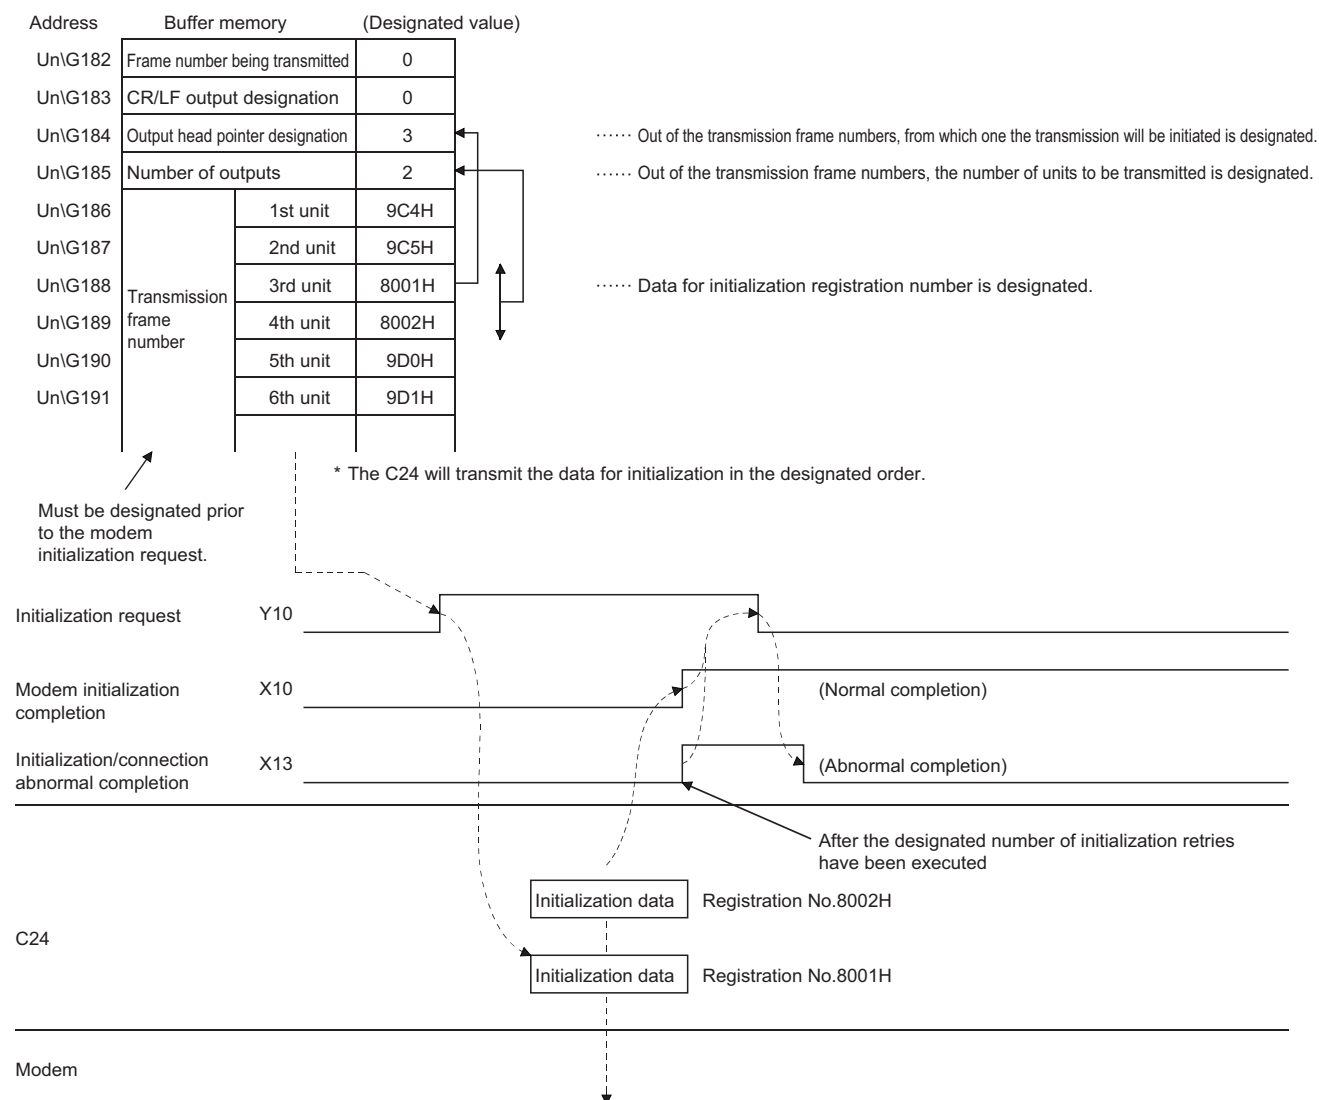 Address Buffer memory (Designated value)
Un\G182 Frame number being transmitted 0
Un\G183 CR/LF output designation 0
Un\G184 Output head pointer designation 3 ······ Out of the transmission frame numbers, from which one the transmission will be initiated is designated.
Un\G185 Number of outputs 2 ······ Out of the transmission frame numbers, the number of units to be transmitted is designated.
Un\G186 1st unit 9C4H
Un\G187 2nd unit 9C5H
Un\G188 3rd unit 8001H ······ Data for initialization registration number is designated.
Transmission
frame
number
Un\G189 4th unit 8002H
Un\G190 5th unit 9D0H
Un\G191 6th unit 9D1H
* The C24 will transmit the data for initialization in the designated order.
Must be designated prior
to the modem
initialization request.
Initialization request Y10
Modem initialization
completion
X10 (Normal completion)
Initialization/connection
abnormal completion
X13 (Abnormal completion)
After the designated number of initialization retries
have been executed
Initialization data Registration No.8002H
C24
Initialization data Registration No.8001H
Modem